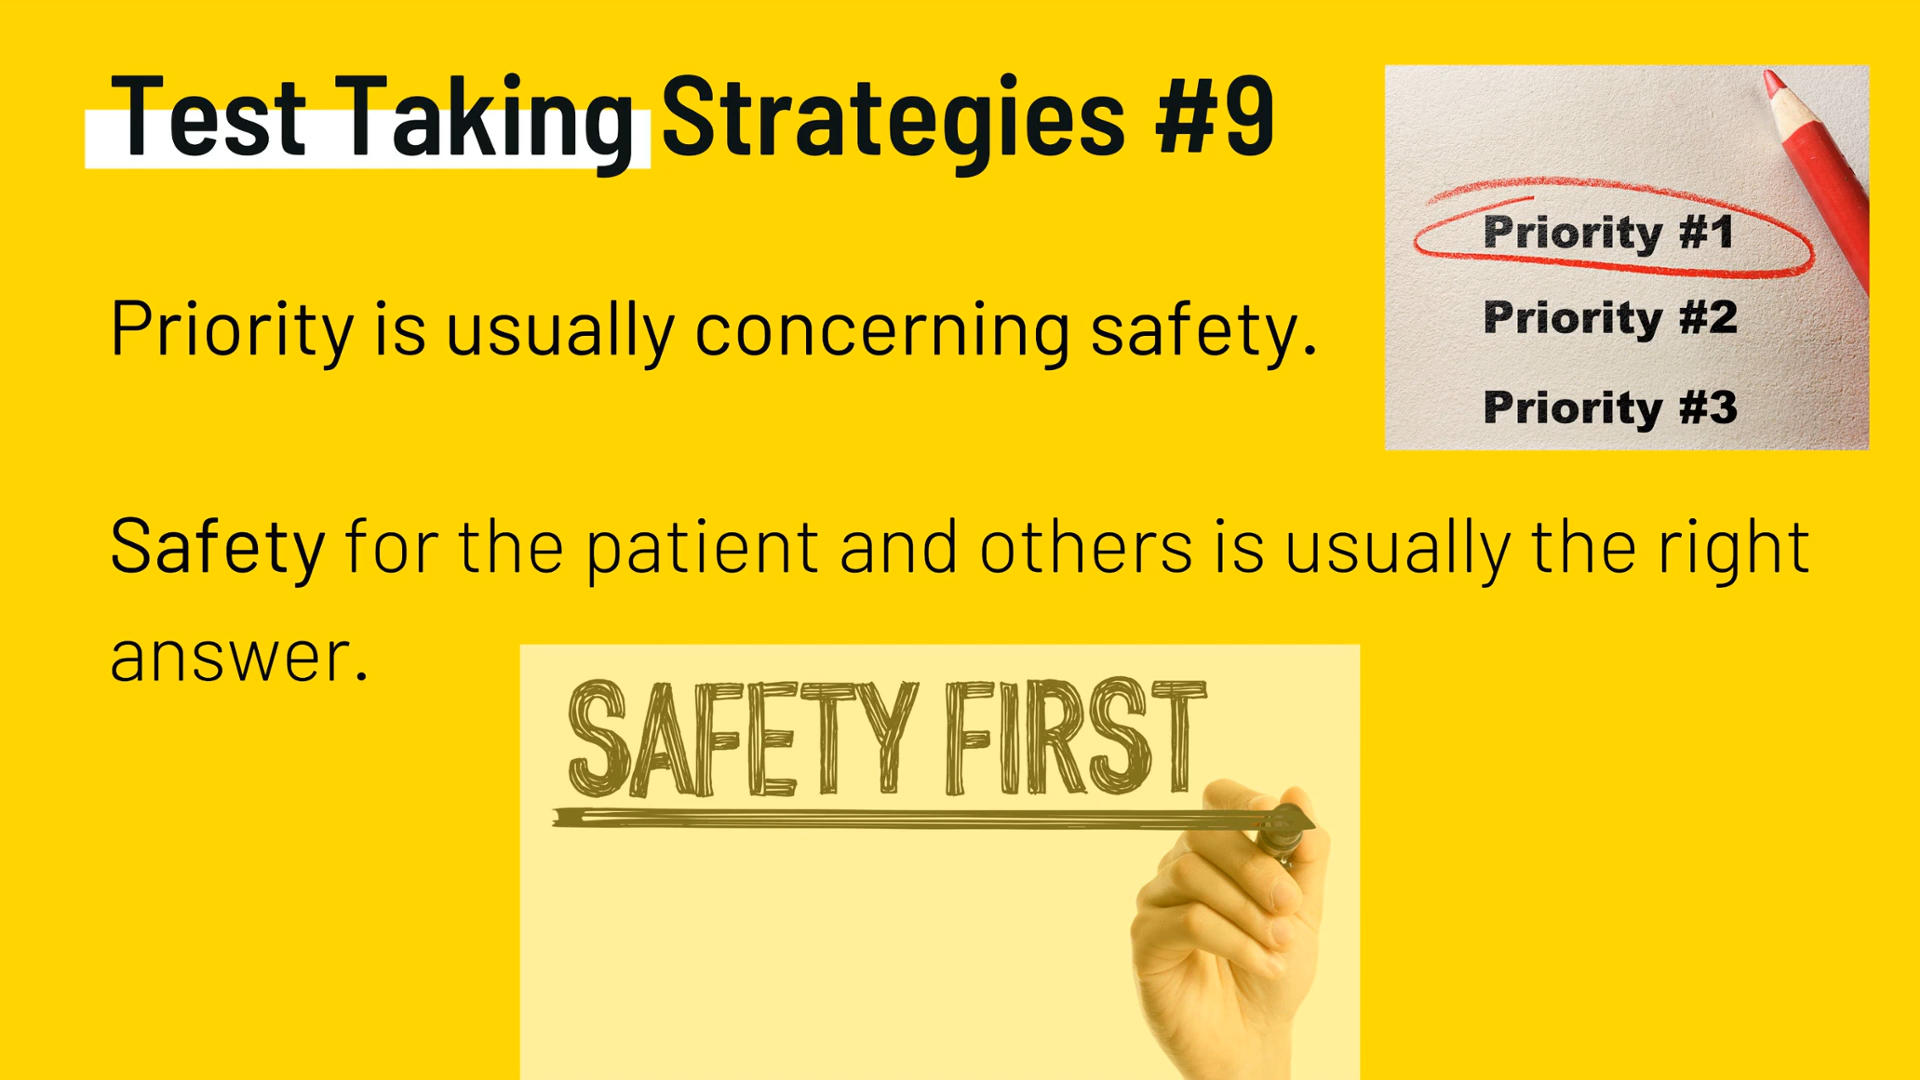 Test Taking Strategies #9
Priority #1
Priority #2
Priority #3
Priority is usually concerning safety.
Safety for the patient and others is usually the right
answer.
SAFETY FIRST